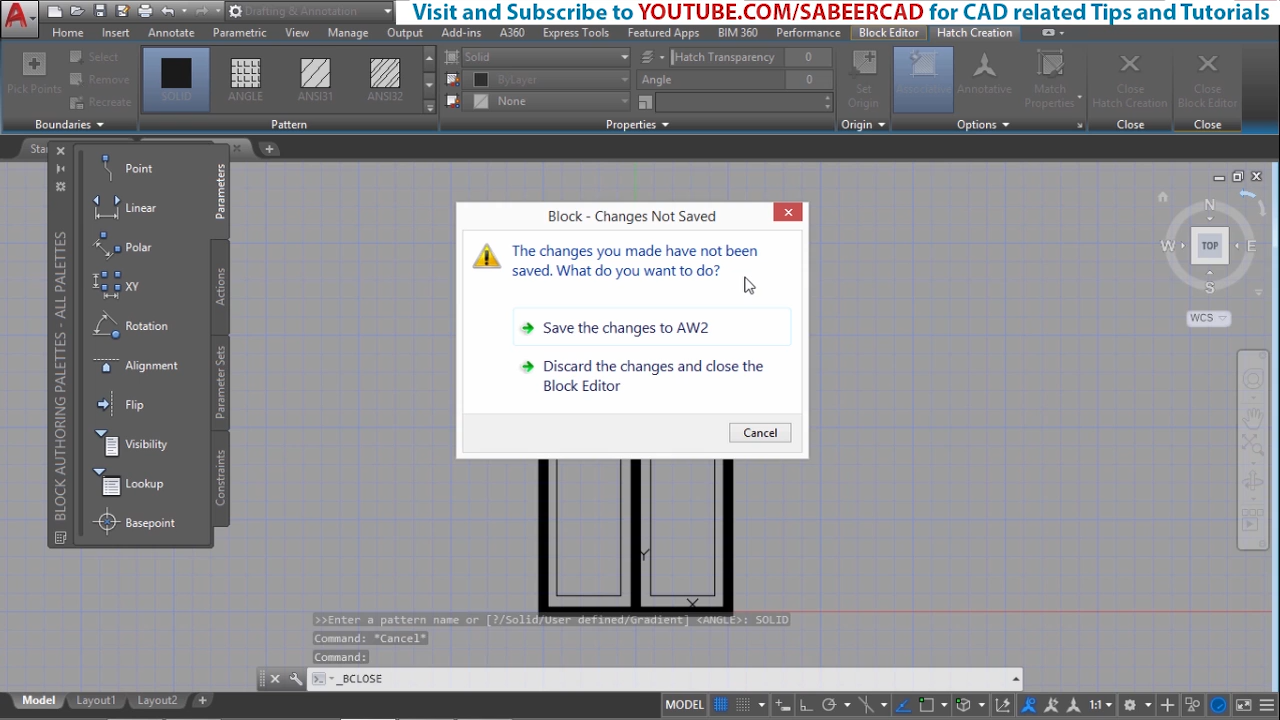 Drafting & Annotation
Visit and Subscribe to YOUTUBE.COM/SABEERCAD for CAD related Tips and Tutorials
Home Insert Annotate Parametric View Manage Output Add-ins A360 Express Tools Featured Apps BIM 360 Performance Block Editor Hatch Creation
Pick Points
Select
Remove
Recreate
Boundaries
SOLID
ANGLE
ANSI31
ANSI32
Pattern
Solid
ByLayer
None
Hatch Transparency 0
Angle 0
Properties
Set
Origin
Origin
Associative
Annotative
Match
Properties
Options
Close
Hatch Creation
Close
Close
Block Editor
Close
Star
Point
Linear
Polar
XY
Rotation
Alignment
Flip
Visibility
Lookup
Basepoint
Parameters
Actions
Parameter Sets
Constraints
BLOCK AUTHORING PALETTES - ALL PALETTES
Block - Changes Not Saved
The changes you made have not been
saved. What do you want to do?
Save the changes to AW2
Discard the changes and close the
Block Editor
Cancel
N
W
TOP
E
S
WCS
Y
X
>>Enter a pattern name or [?/Solid/User defined/Gradient] <ANGLE>: SOLID
Command: *Cancel*
Command:
_BCLOSE
Model Layout1 Layout2 +
MODEL
1:1